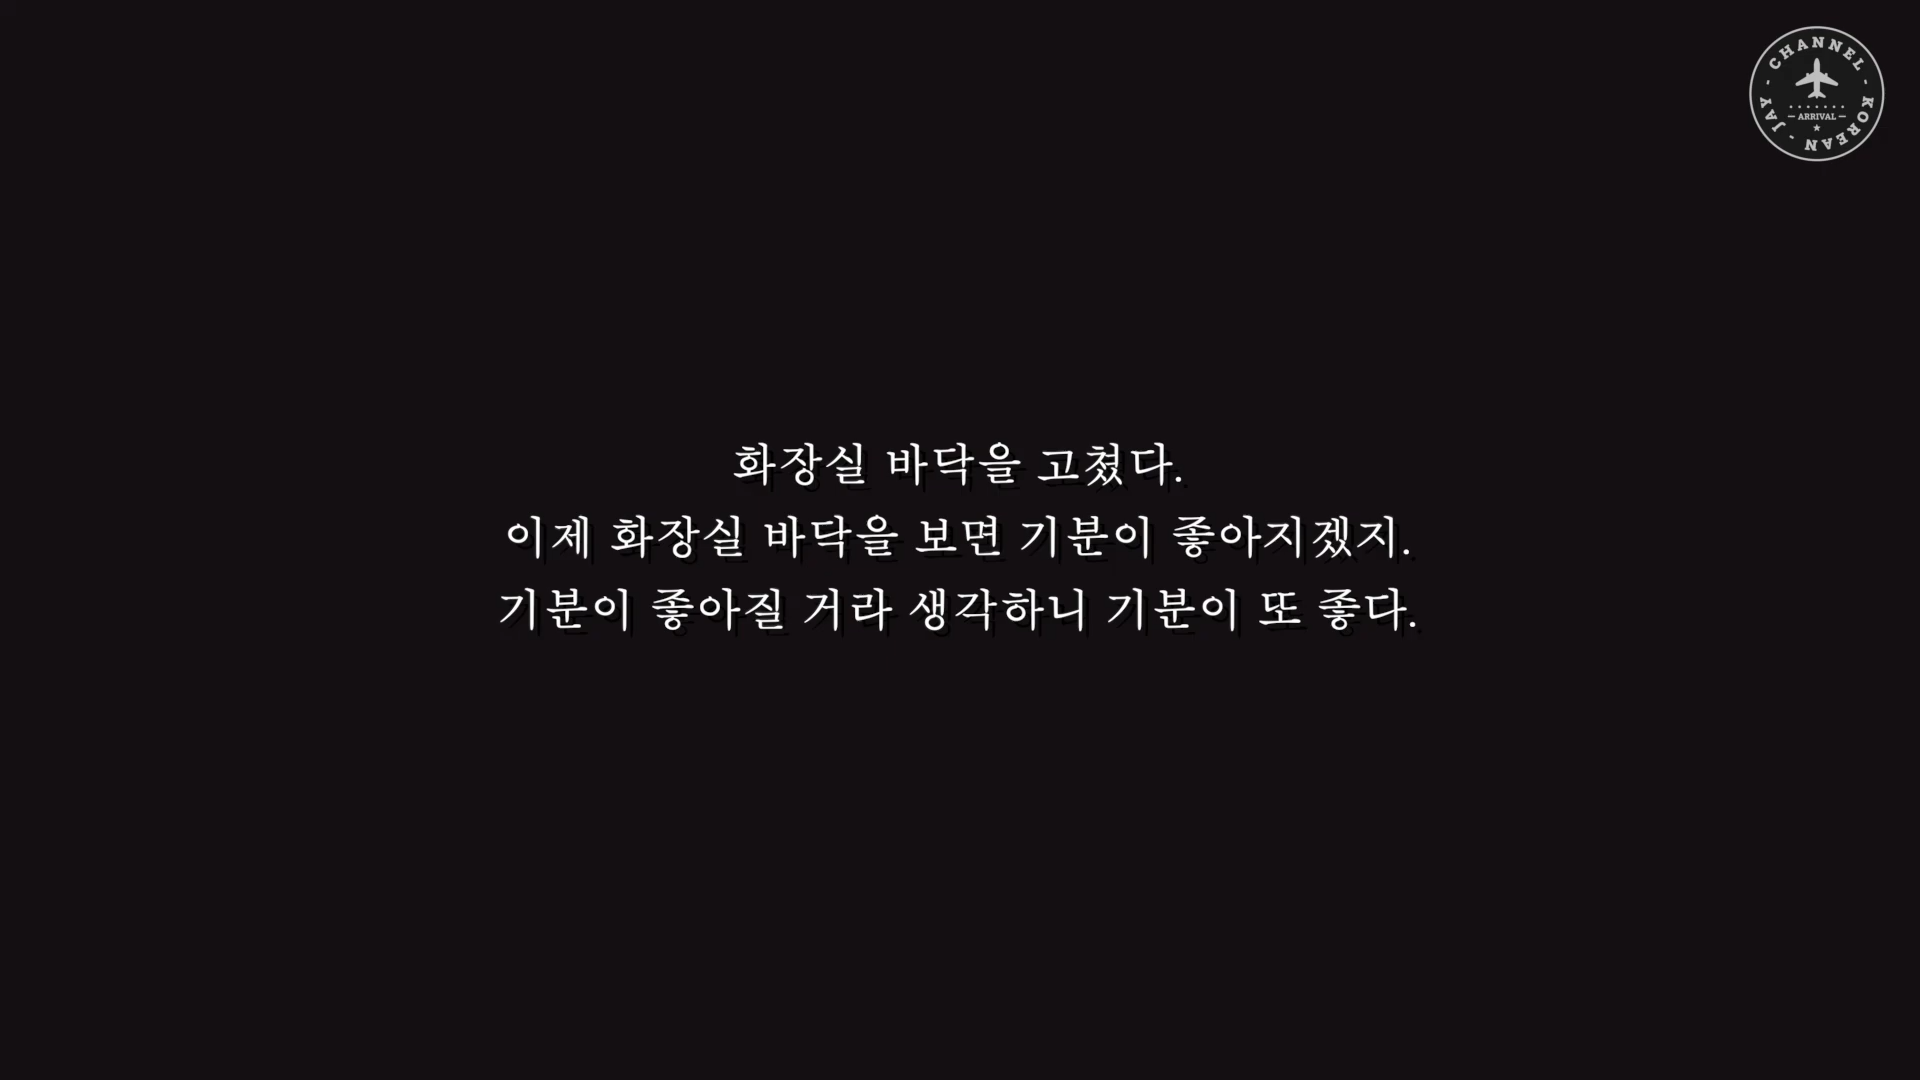 CHANNEL - KOREAN - JAY -
ARRIVAL
화장실 바닥을 고쳤다.
이제 화장실 바닥을 보면 기분이 좋아지겠지.
기분이 좋아질 거라 생각하니 기분이 또 좋다.